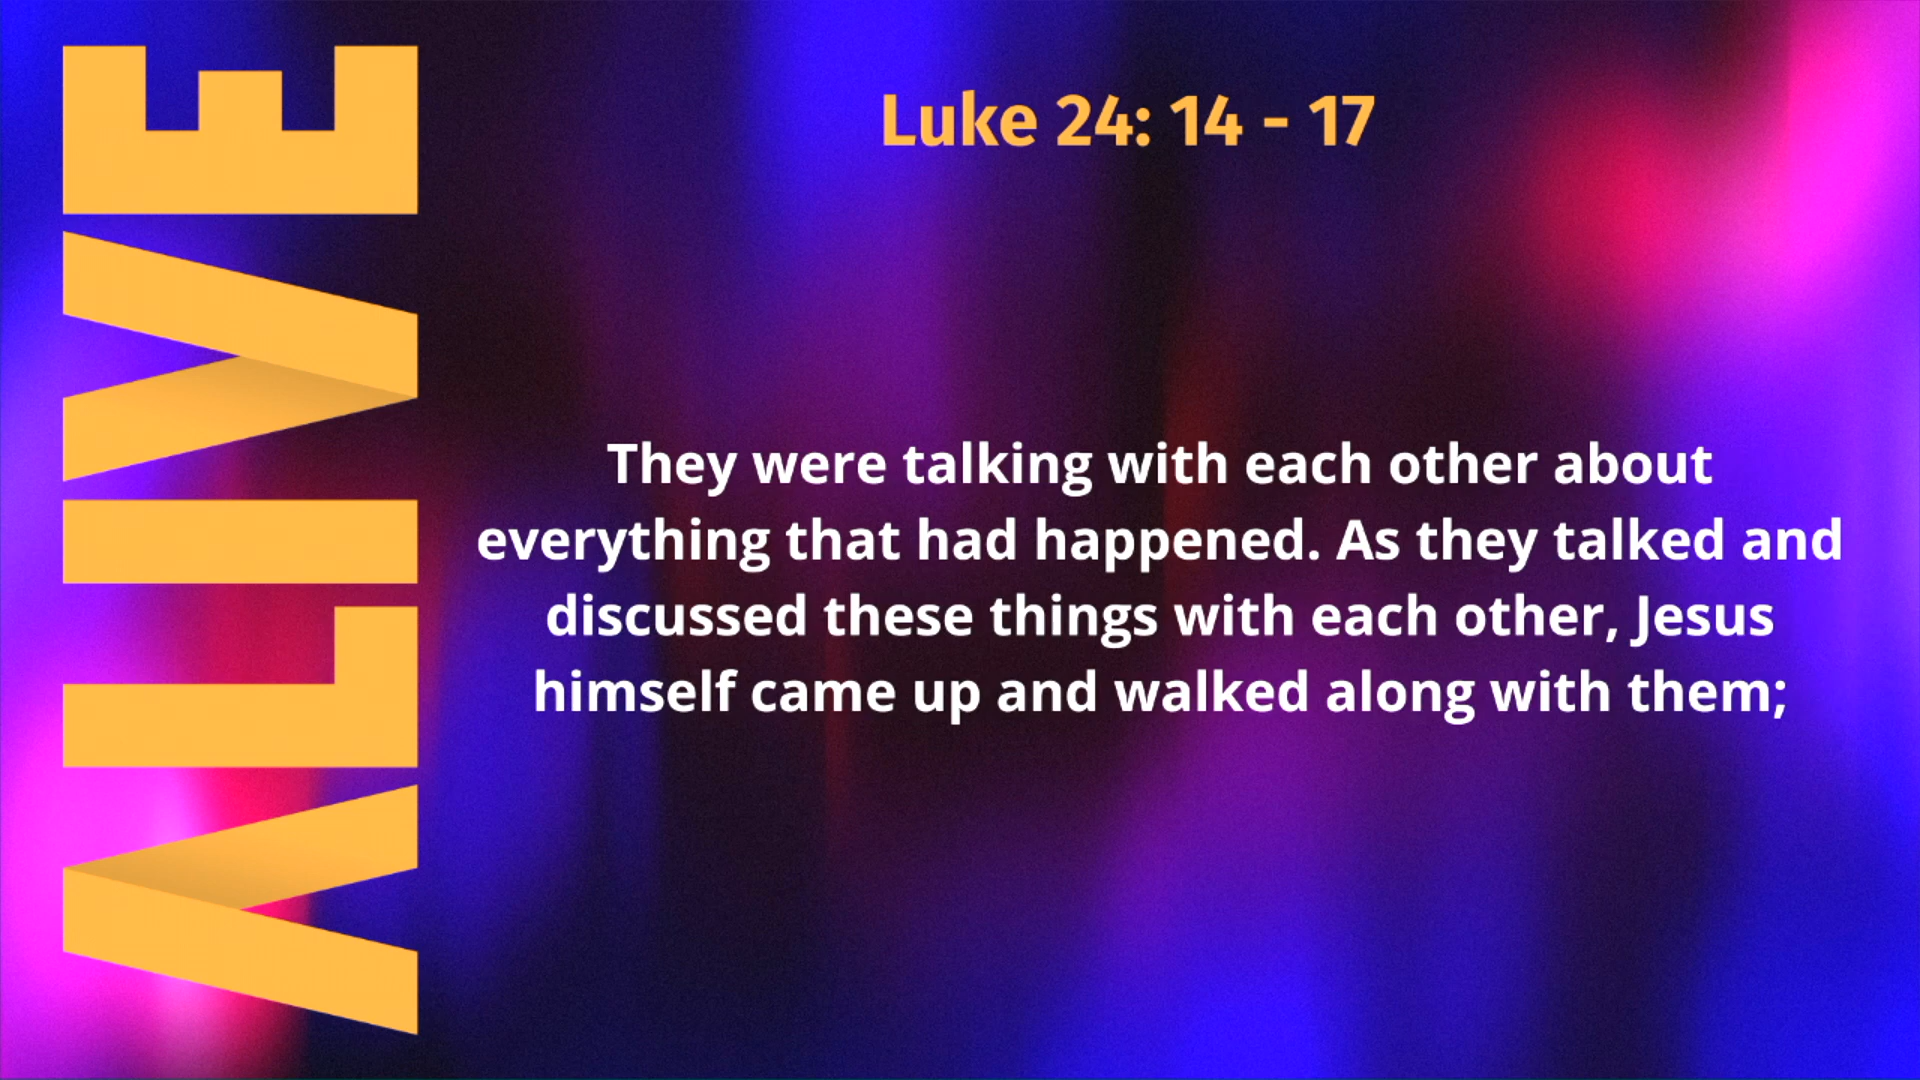 ALIVE
Luke 24: 14 - 17
They were talking with each other about
everything that had happened. As they talked and
discussed these things with each other, Jesus
himself came up and walked along with them;